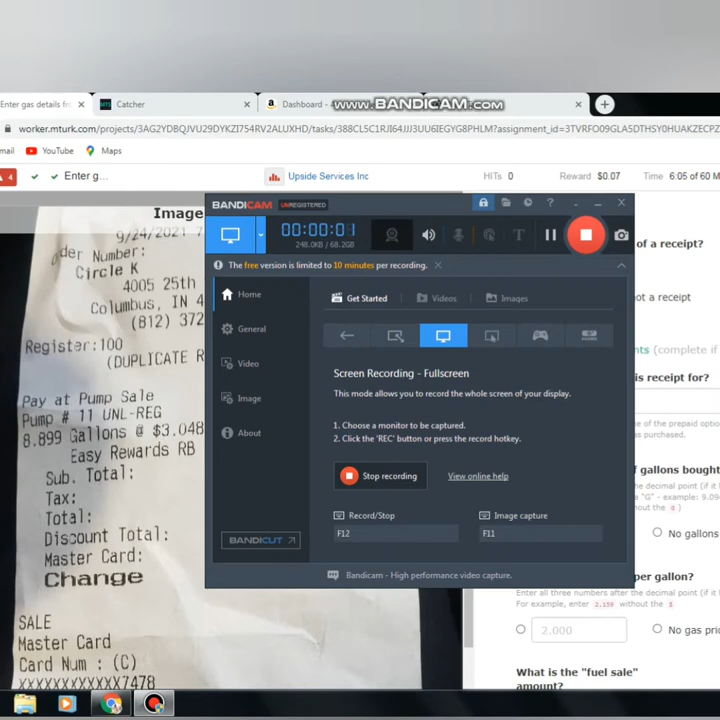 Enter gas details fr
Catcher
Dashboard -
www.BANDICAM.com
worker.mturk.com/projects/3AG2YDBQJVU29DYKZI754RV2ALUXHD/tasks/388CL5C1RJI64JJJ3UU6IEGYG8PHLM?assignment_id=3TVRFO09GLA5DTHSY0HUAKZECPZ
mail
YouTube
Maps
4
Enter g...
Upside Services Inc
HITs 0
Reward $0.07
Time 6:05 of 60 M
Image
9/24/2021 7
der Number:
Circle K
4005 25th
Columbus, IN 4
(812) 372
Register:100
(DUPLICATE R
Pay at Pump Sale
Pump # 11 UNL-REG
8.899 Gallons @ $3.048
Easy Rewards RB
Sub. Total:
Tax:
Total:
Discount Total:
Master Card:
Change
SALE
Master Card
Card Num : (C)
XXXXXXXXXXXX7478
BANDICAM
UNREGISTERED
00:00:01
248.0KB / 68.2GB
The free version is limited to 10 minutes per recording.
Home
General
Video
Image
About
BANDICUT
Get Started
Videos
Images
Screen Recording - Fullscreen
This mode allows you to record the whole screen of your display.
1. Choose a monitor to be captured.
2. Click the 'REC' button or press the record hotkey.
Stop recording
View online help
Record/Stop
Image capture
F12
F11
Bandicam - High performance video capture.
of a receipt?
not a receipt
nts (complete if
is receipt for?
ne of the prepaid option
as purchased.
f gallons bought
he decimal point (if it
a "G" - example: 9.09
hout the G )
No gallons
per gallon?
Enter all three numbers after the decimal point (if it
For example, enter 2.159 without the $
2.000
No gas pric
What is the "fuel sale"
amount?